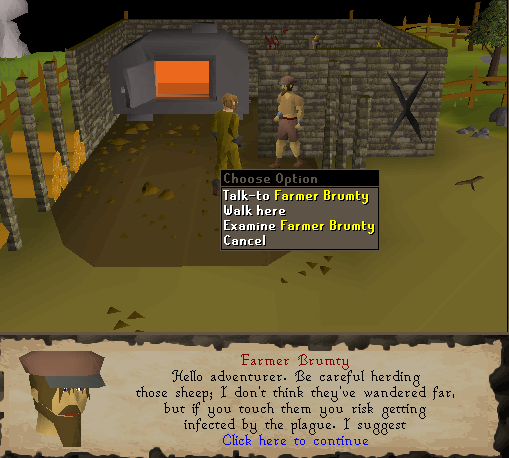 Choose Option
Talk-to Farmer Brumty
Walk here
Examine Farmer Brumty
Cancel
Farmer Brumty
Hello adventurer. Be careful herding
those sheep; I don't think they've wandered far,
but if you touch them you risk getting
infected by the plague. I suggest
Click here to continue